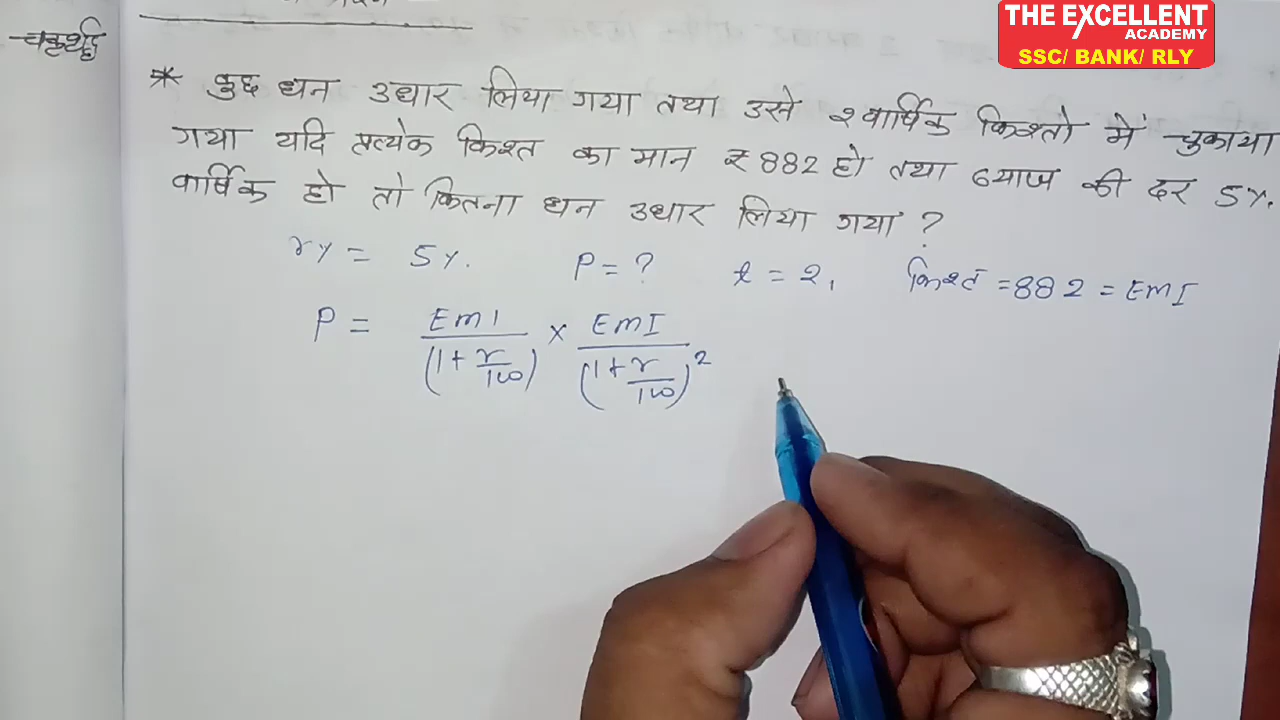 THE EXCELLENT
ACADEMY
SSC/ BANK/ RLY
* कुछ धन उधार लिया गया तथा उसे 2 वार्षिक किश्तो में चुकाया
गया यदि प्रत्येक किश्त का मान ₹ 882 हो तथा ब्याज की दर 5%
वार्षिक हो तो कितना धन उधार लिया गया ?
r% = 5% P = ? t = 2, किश्त = 882 = EMI
P = EMI/(1+r/100) × EMI/(1+r/100)²